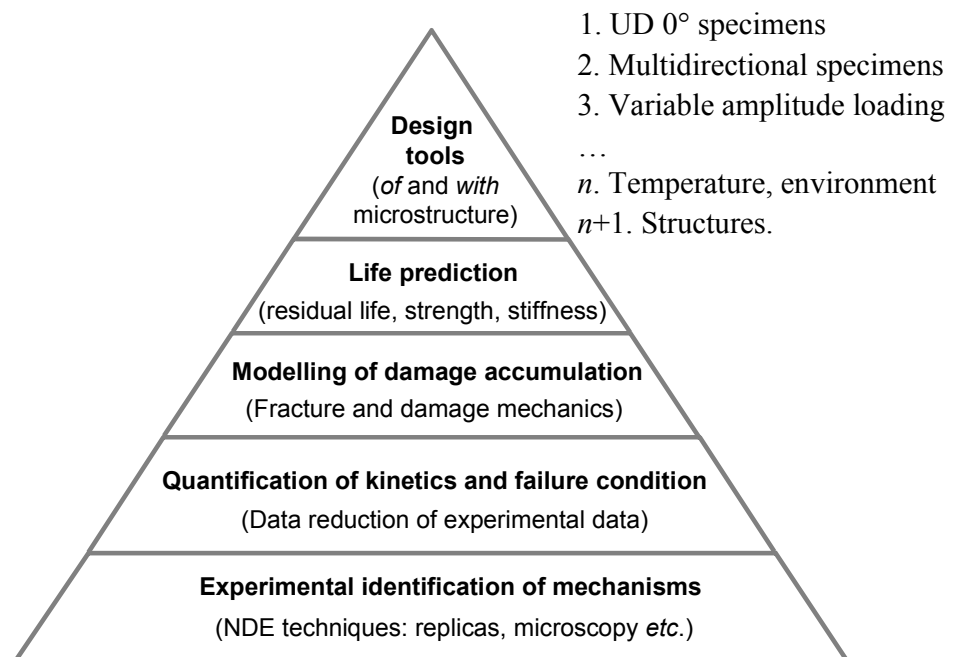 1. UD 0° specimens
2. Multidirectional specimens
3. Variable amplitude loading
…
n. Temperature, environment
n+1. Structures.
Design
tools
(of and with
microstructure)
Life prediction
(residual life, strength, stiffness)
Modelling of damage accumulation
(Fracture and damage mechanics)
Quantification of kinetics and failure condition
(Data reduction of experimental data)
Experimental identification of mechanisms
(NDE techniques: replicas, microscopy etc.)